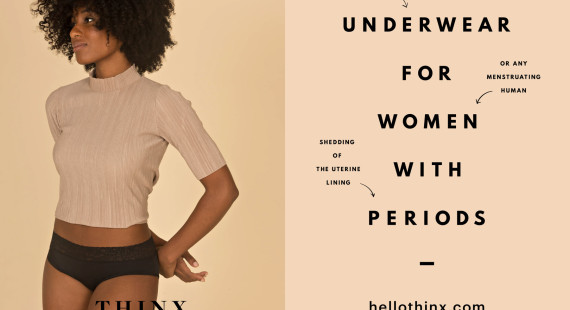 THINX
UNDERWEAR
FOR
OR ANY
MENSTRUATING
HUMAN
WOMEN
SHEDDING
OF
THE UTERINE
LINING
WITH
PERIODS
hellothinx.com